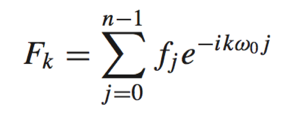 F_k = \sum_{j=0}^{n-1} f_j e^{-ik\omega_0 j}